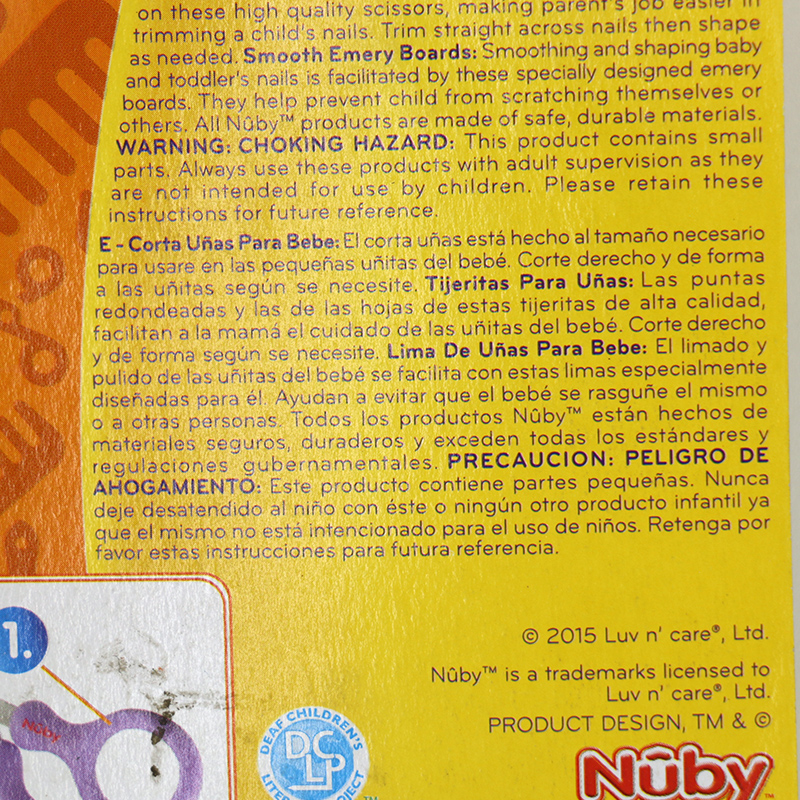 on these high quality scissors, making parent's job easier in
trimming a child's nails. Trim straight across nails then shape
as needed. Smooth Emery Boards: Smoothing and shaping baby
and toddler's nails is facilitated by these specially designed emery
boards. They help prevent child from scratching themselves or
others. All Nûby™ products are made of safe, durable materials.
WARNING: CHOKING HAZARD: This product contains small
parts. Always use these products with adult supervision as they
are not intended for use by children. Please retain these
instructions for future reference.
E - Corta Uñas Para Bebe: El corta uñas está hecho al tamaño necesario
para usare en las pequeñas uñitas del bebé. Corte derecho y de forma
a las uñitas según se necesite. Tijeritas Para Uñas: Las puntas
redondeadas y las de las hojas de estas tijeritas de alta calidad,
facilitan a la mamá el cuidado de las uñitas del bebé. Corte derecho
y de forma según se necesite. Lima De Uñas Para Bebe: El limado y
pulido de las uñitas del bebé se facilita con estas limas especialmente
diseñadas para él. Ayudan a evitar que el bebé se rasguñe el mismo
o a otras personas. Todos los productos Nûby™ están hechos de
materiales seguros, duraderos y exceden todas los estándares y
regulaciones gubernamentales. PRECAUCION: PELIGRO DE
AHOGAMIENTO: Este producto contiene partes pequeñas. Nunca
deje desatendido al niño con éste o ningún otro producto infantil ya
que el mismo no está intencionado para el uso de niños. Retenga por
favor estas instrucciones para futura referencia.
1.
NUBY
© 2015 Luv n' care®, Ltd.
Nûby™ is a trademarks licensed to
Luv n' care®, Ltd.
PRODUCT DESIGN, TM & ©
DEAF CHILDREN'S
DCLP
Nûby™